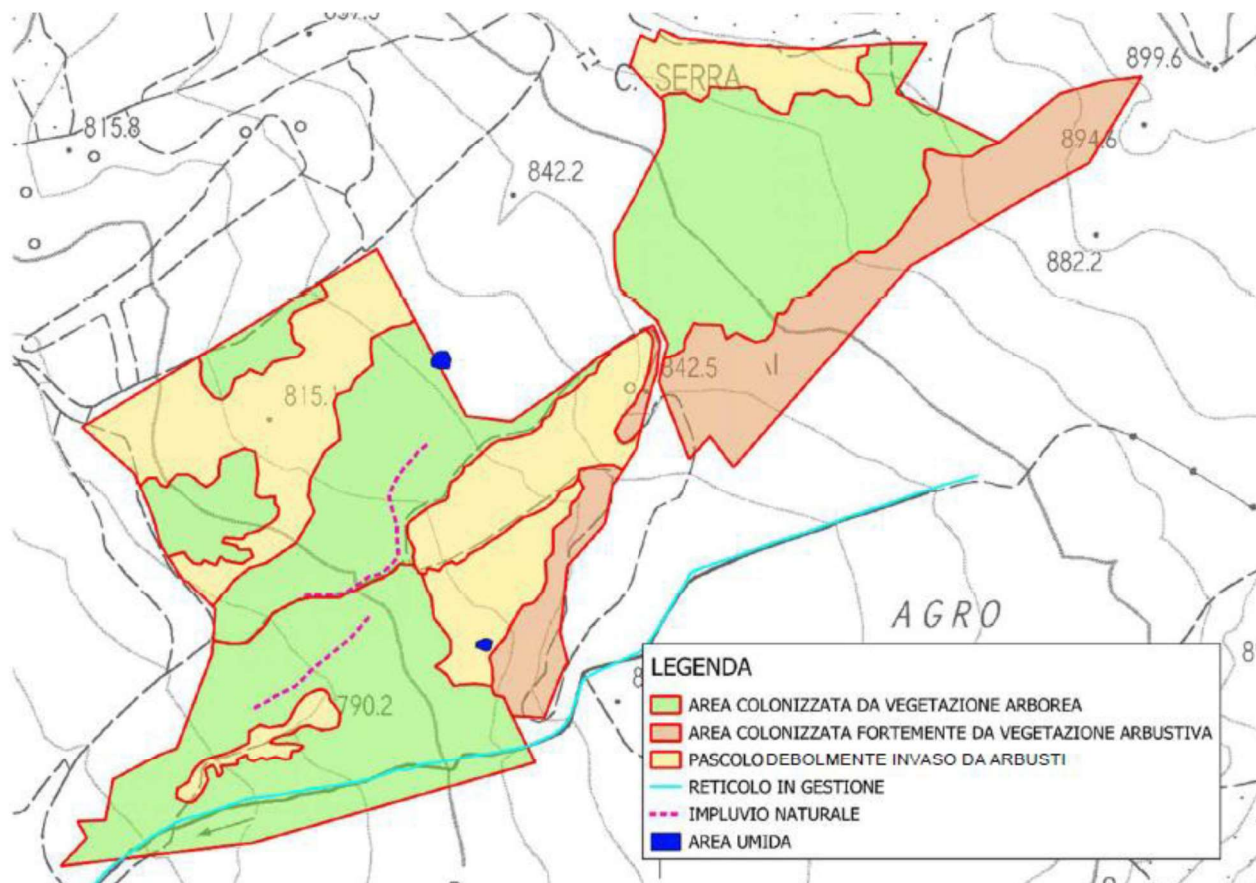 815.8
842.2
C. SERRA
899.6
894.6
882.2
842.5
815.1
790.2
AGRO
LEGENDA
AREA COLONIZZATA DA VEGETAZIONE ARBOREA
AREA COLONIZZATA FORTEMENTE DA VEGETAZIONE ARBUSTIVA
PASCOLO DEBOLMENTE INVASO DA ARBUSTI
RETICOLO IN GESTIONE
IMPLUVIO NATURALE
AREA UMIDA